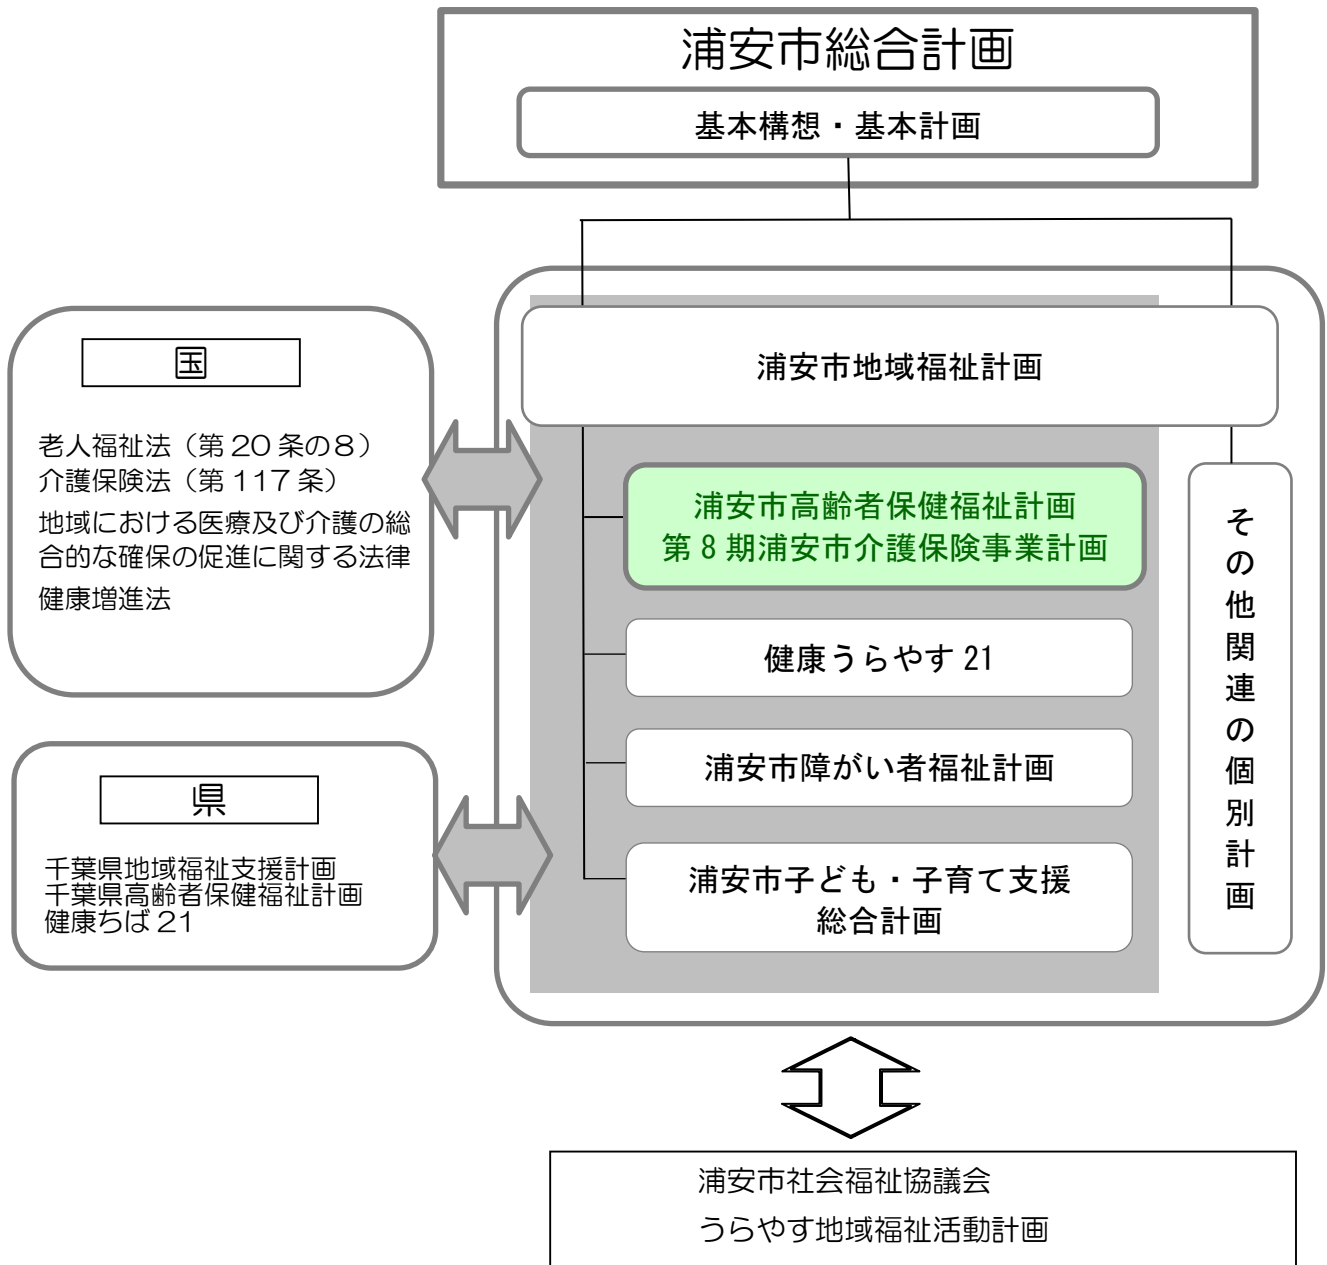 浦安市総合計画
基本構想・基本計画
浦安市地域福祉計画
国
老人福祉法（第20条の８）
介護保険法（第117条）
地域における医療及び介護の総
合的な確保の促進に関する法律
健康増進法
浦安市高齢者保健福祉計画
第８期浦安市介護保険事業計画
健康うらやす21
浦安市障がい者福祉計画
浦安市子ども・子育て支援
総合計画
その他関連の個別計画
県
千葉県地域福祉支援計画
千葉県高齢者保健福祉計画
健康ちば21
浦安市社会福祉協議会
うらやす地域福祉活動計画